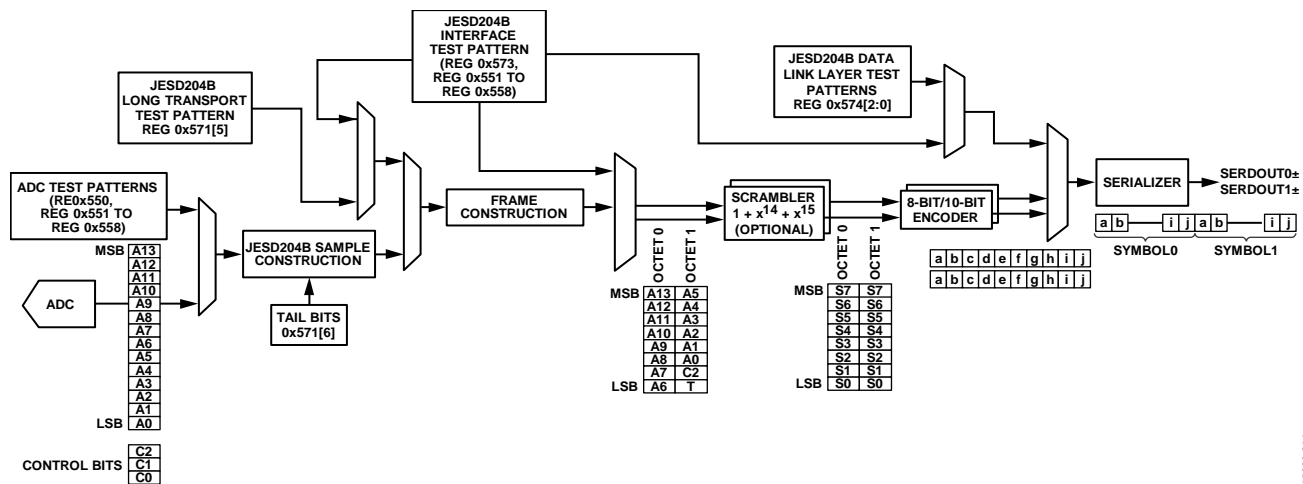 JESD204B
INTERFACE
TEST PATTERN
(REG 0x573,
REG 0x551 TO
REG 0x558)
JESD204B
LONG TRANSPORT
TEST PATTERN
REG 0x571[5]
JESD204B DATA
LINK LAYER TEST
PATTERNS
REG 0x574[2:0]
ADC TEST PATTERNS
(RE0x550,
REG 0x551 TO
REG 0x558)
JESD204B SAMPLE
CONSTRUCTION
FRAME
CONSTRUCTION
SCRAMBLER
1 + x14 + x15
(OPTIONAL)
8-BIT/10-BIT
ENCODER
SERIALIZER
SERDOUT0±
SERDOUT1±
ADC
TAIL BITS
0x571[6]
MSB A13
A12
A11
A10
A9
A8
A7
A6
A5
A4
A3
A2
A1
LSB A0
CONTROL BITS
C2
C1
C0
OCTET 0
OCTET 1
MSB A13 A5
A12 A4
A11 A3
A10 A2
A9 A1
A8 A0
A7 C2
LSB A6 T
OCTET 0
OCTET 1
MSB S7 S7
S6 S6
S5 S5
S4 S4
S3 S3
S2 S2
S1 S1
LSB S0 S0
a b c d e f g h i j
a b c d e f g h i j
a b i j a b i j
SYMBOL0 SYMBOL1